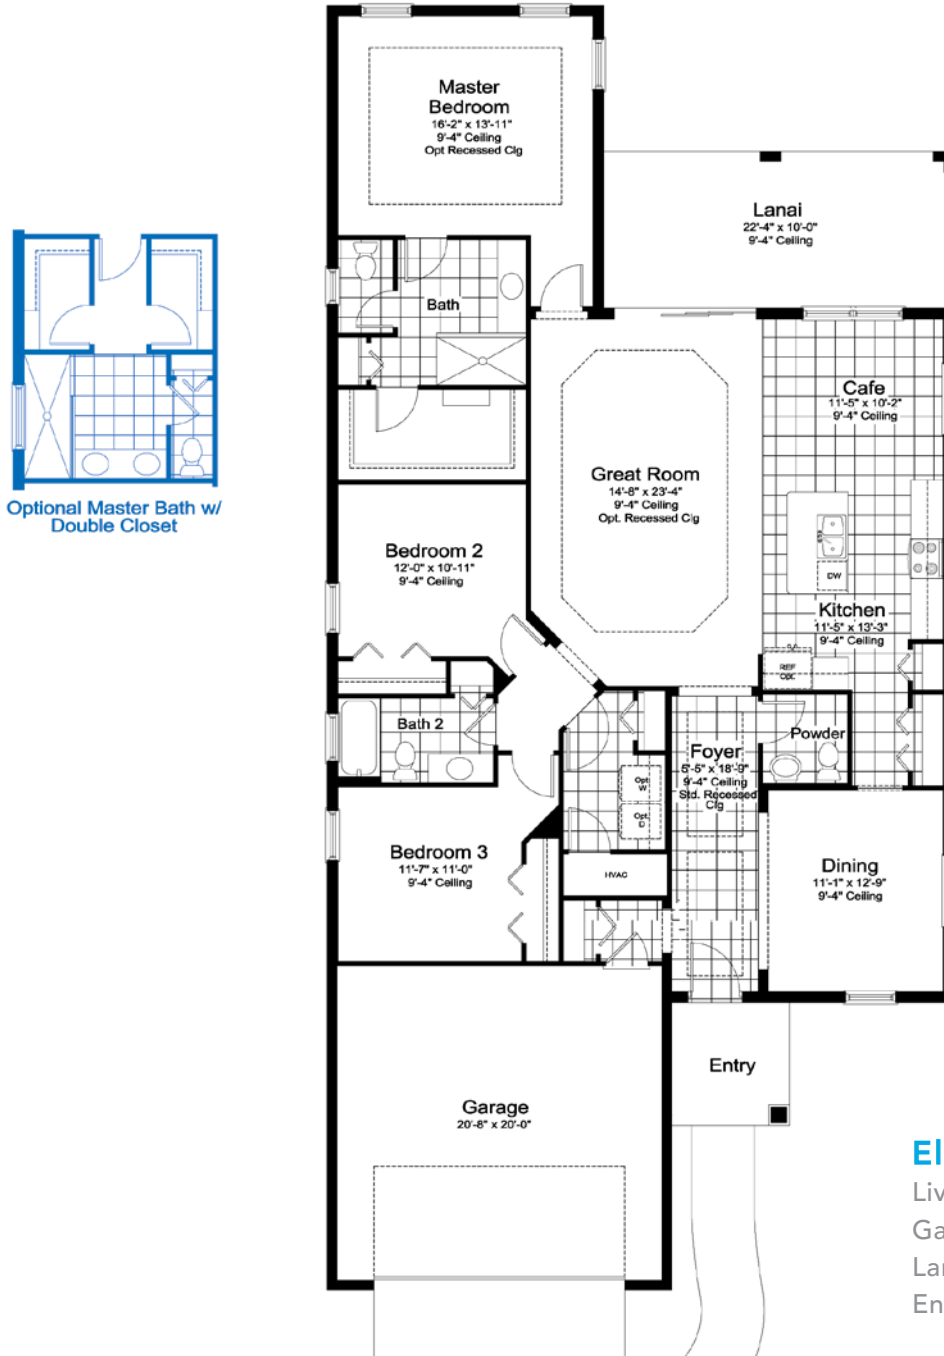 Master
Bedroom
16'-2" x 13'-11"
9'-4" Ceiling
Opt Recessed Clg
Lanai
22'-4" x 10'-0"
9'-4" Ceiling
Bath
Cafe
11'-5" x 10'-2"
9'-4" Ceiling
Great Room
14'-8" x 23'-4"
9'-4" Ceiling
Opt. Recessed Clg
Optional Master Bath w/
Double Closet
Bedroom 2
12'-0" x 10'-11"
9'-4" Ceiling
DW
Kitchen
11'-5" x 13'-3"
9'-4" Ceiling
REF
Opt.
Bath 2
Foyer
5'-5" x 18'-9"
9'-4" Ceiling
Std. Recessed
Clg
Powder
Opt
W
Opt.
D
Bedroom 3
11'-7" x 11'-0"
9'-4" Ceiling
HVAC
Dining
11'-1" x 12'-9"
9'-4" Ceiling
Entry
Garage
20'-8" x 20'-0"
El
Liv
Ga
Lan
En